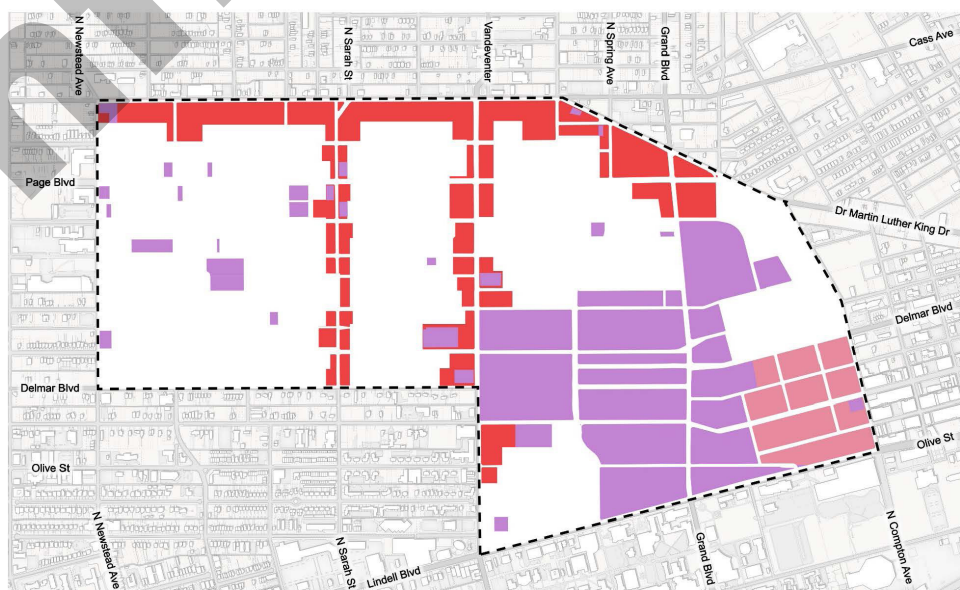 N Newstead Ave
N Sarah St
Vandeventer
N Spring Ave
Grand Blvd
Cass Ave
Page Blvd
Dr Martin Luther King Dr
Delmar Blvd
Delmar Blvd
Olive St
Olive St
N Newstead Ave
N Sarah St
Lindell Blvd
Grand Blvd
N Compton Ave